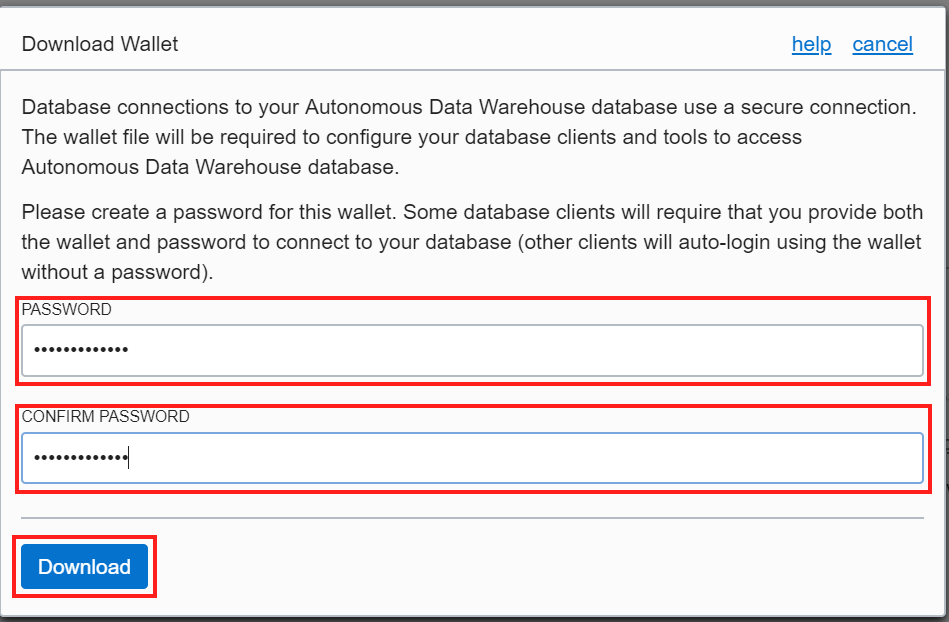 Download Wallet help cancel
Database connections to your Autonomous Data Warehouse database use a secure connection.
The wallet file will be required to configure your database clients and tools to access
Autonomous Data Warehouse database.
Please create a password for this wallet. Some database clients will require that you provide both
the wallet and password to connect to your database (other clients will auto-login using the wallet
without a password).
PASSWORD
•••••••••••••
CONFIRM PASSWORD
•••••••••••••
Download